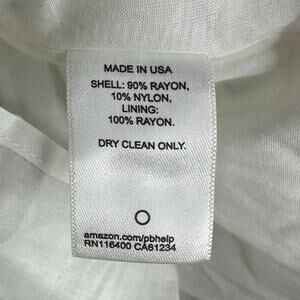 MADE IN USA
SHELL: 90% RAYON,
10% NYLON,
LINING:
100% RAYON.
DRY CLEAN ONLY.
amazon.com/pbhelp
RN116400 CA61234